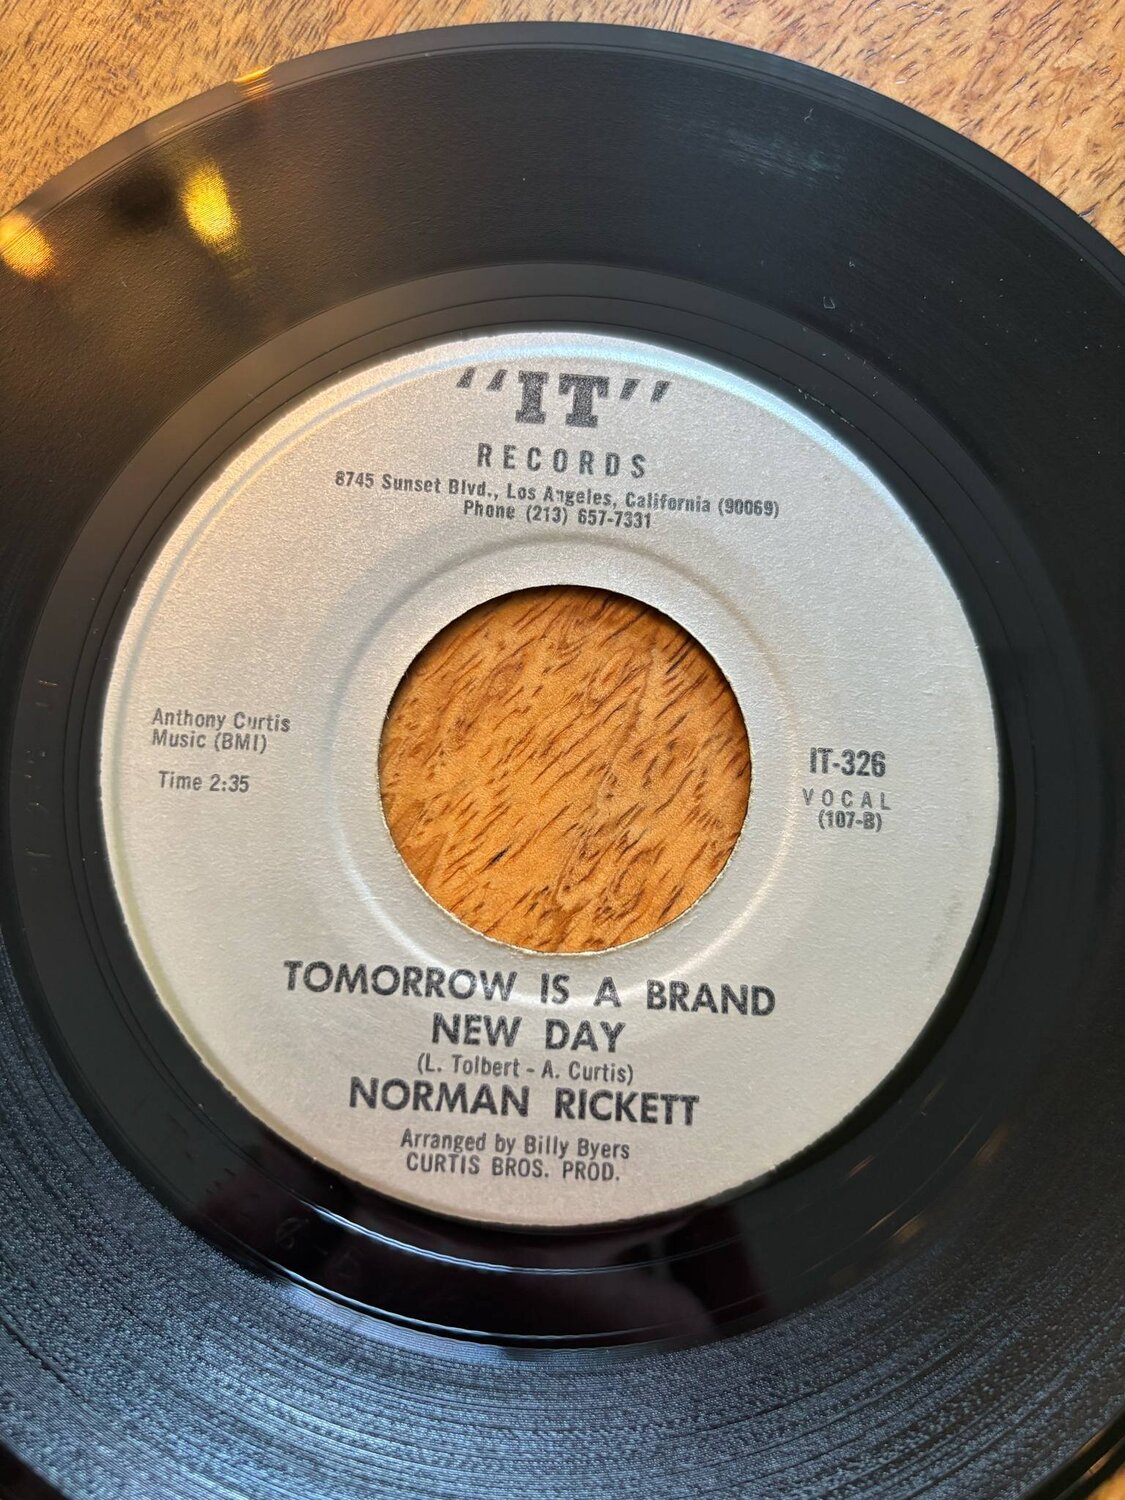 "IT"
RECORDS
8745 Sunset Blvd., Los Angeles, California (90069)
Phone (213) 657-7331
Anthony Curtis
Music (BMI)
Time 2:35
IT-326
VOCAL
(107-B)
TOMORROW IS A BRAND
NEW DAY
(L. Tolbert - A. Curtis)
NORMAN RICKETT
Arranged by Billy Byers
CURTIS BROS. PROD.